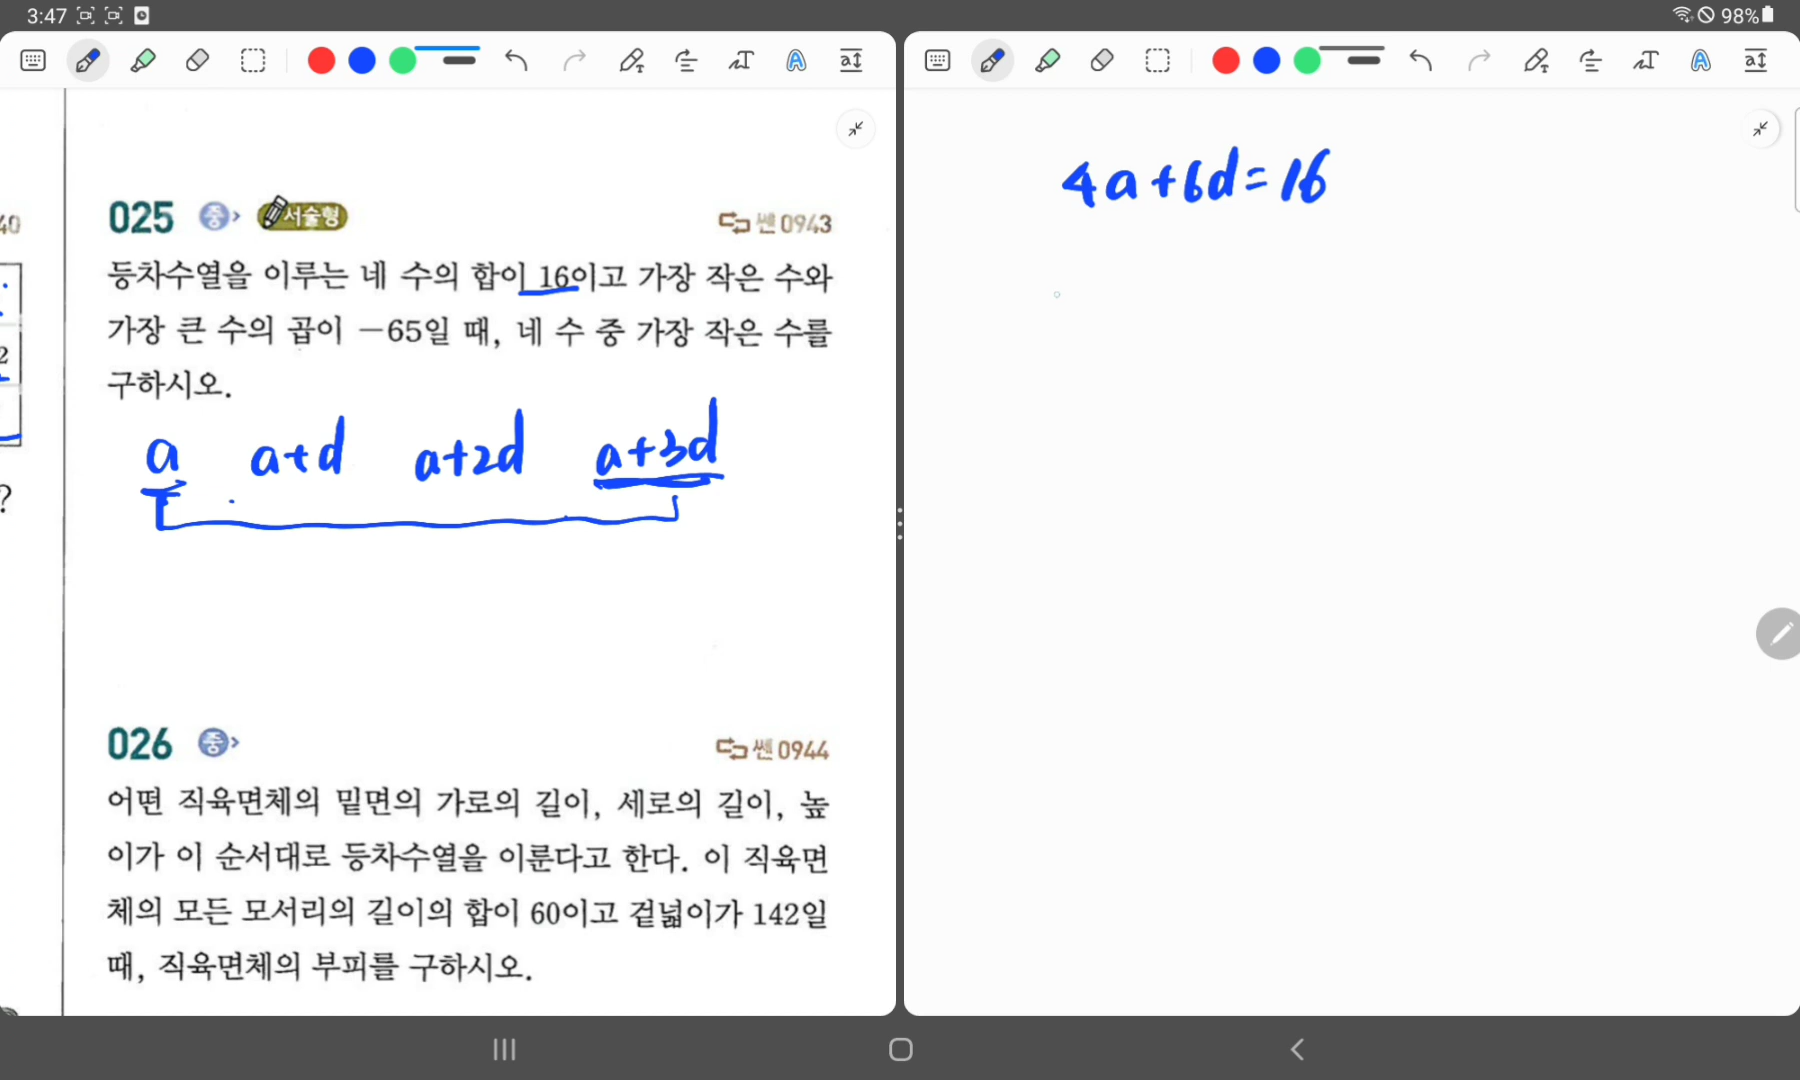 3:47
98%
40
2
?
025 중 서술형 쎈 0943
등차수열을 이루는 네 수의 합이 16이고 가장 작은 수와
가장 큰 수의 곱이 −65일 때, 네 수 중 가장 작은 수를
구하시오.
a a+d a+2d a+3d
026 중 쎈 0944
어떤 직육면체의 밑면의 가로의 길이, 세로의 길이, 높
이가 이 순서대로 등차수열을 이룬다고 한다. 이 직육면
체의 모든 모서리의 길이의 합이 60이고 겉넓이가 142일
때, 직육면체의 부피를 구하시오.
4a+6d=16